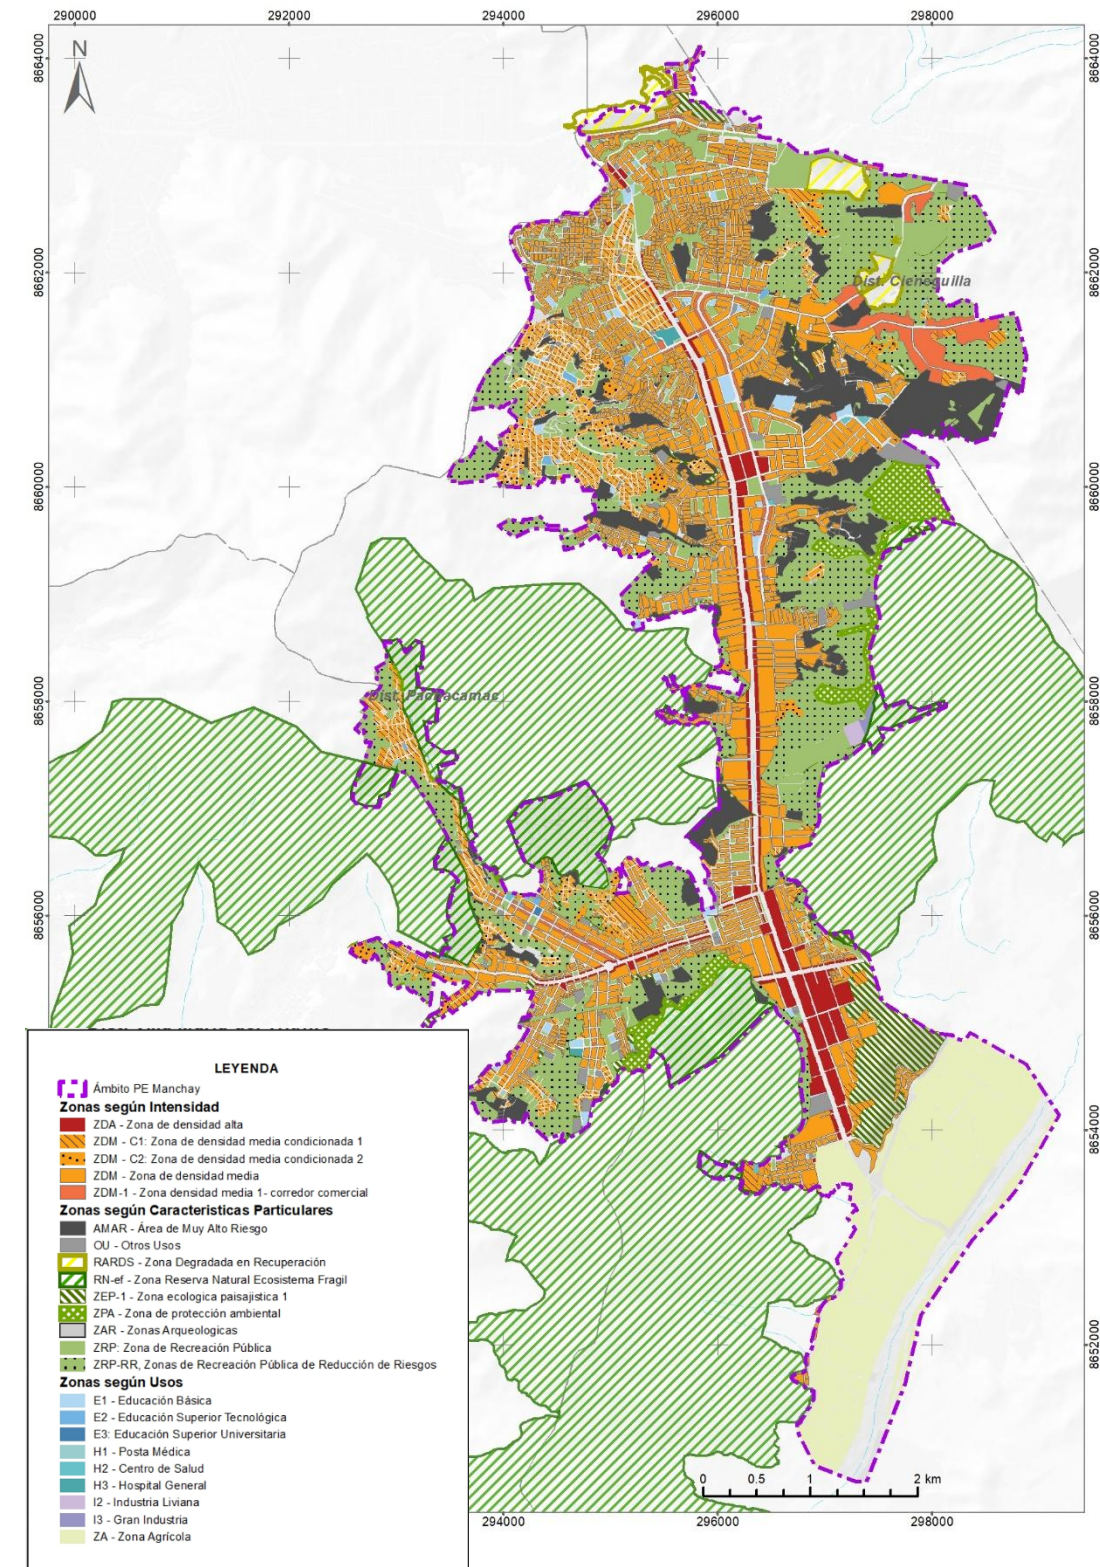 290000 292000 294000 296000 298000
8664000 8664000
N
8662000 8662000
Dist. Cieneguilla
8660000 8660000
Dist. Pachacamac
8658000 8658000
8656000 8656000
LEYENDA
Ámbito PE Manchay
Zonas según Intensidad
ZDA - Zona de densidad alta
ZDM - C1: Zona de densidad media condicionada 1
ZDM - C2: Zona de densidad media condicionada 2
ZDM - Zona de densidad media
ZDM-1 - Zona densidad media 1- corredor comercial
Zonas según Características Particulares
AMAR - Área de Muy Alto Riesgo
OU - Otros Usos
RARDS - Zona Degradada en Recuperación
RN-ef - Zona Reserva Natural Ecosistema Fragil
ZEP-1 - Zona ecologica paisajistica 1
ZPA - Zona de protección ambiental
ZAR - Zonas Arqueologicas
ZRP: Zona de Recreación Pública
ZRP-RR, Zonas de Recreación Pública de Reducción de Riesgos
Zonas según Usos
E1 - Educación Básica
E2 - Educación Superior Tecnológica
E3: Educación Superior Universitaria
H1 - Posta Médica
H2 - Centro de Salud
H3 - Hospital General
I2 - Industria Liviana
I3 - Gran Industria
ZA - Zona Agrícola
8654000
8652000
0 0.5 1 2 km
294000 296000 298000